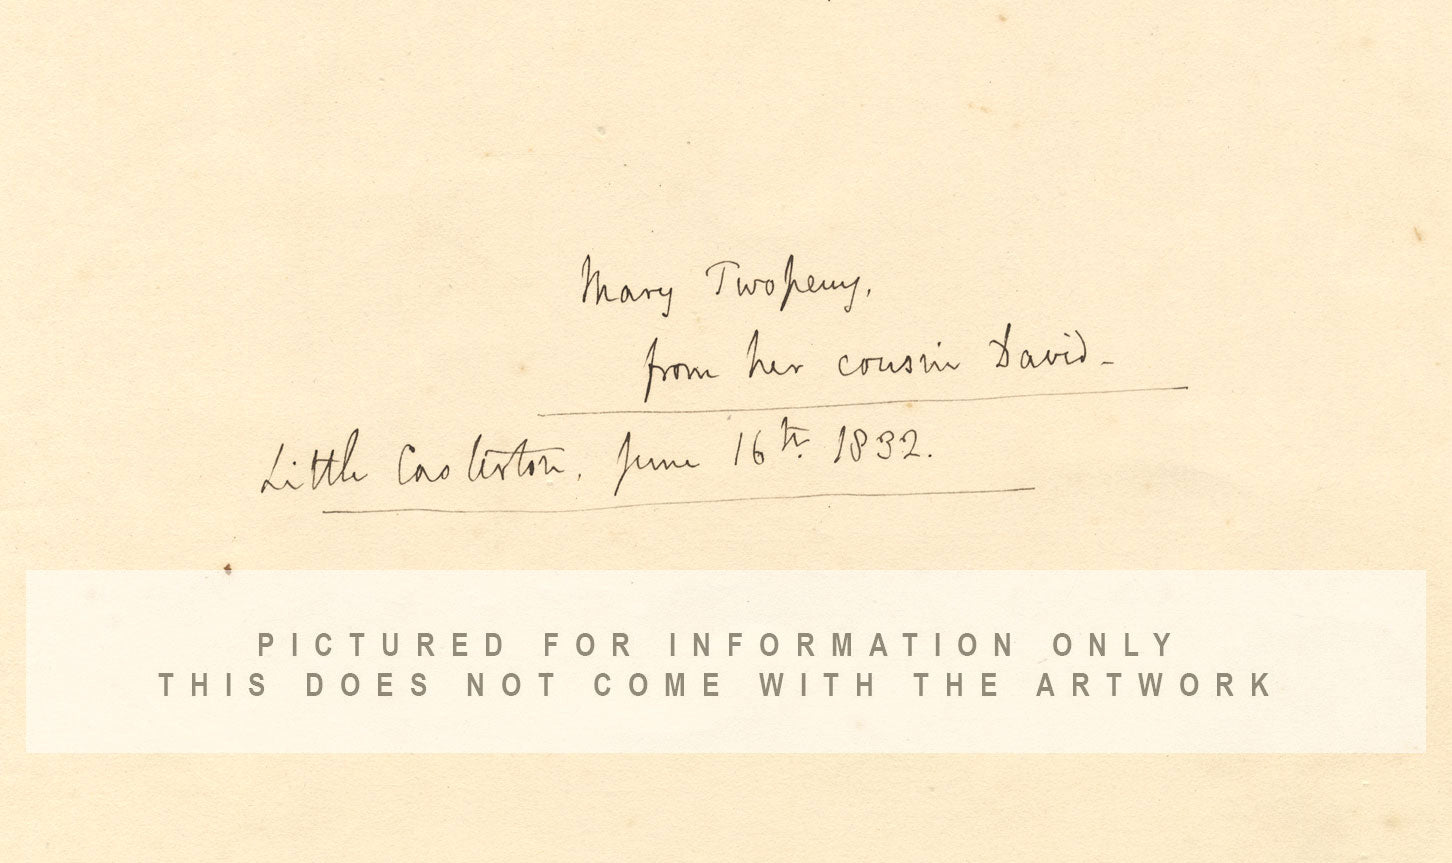 Mary Twopeny,
from her cousin David -
Little Casterton, June 16th. 1832.
PICTURED FOR INFORMATION ONLY
THIS DOES NOT COME WITH THE ARTWORK